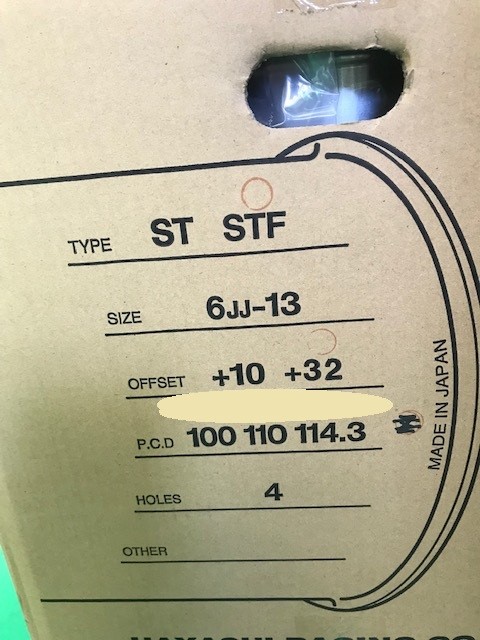 TYPE ST STF
SIZE 6JJ-13
OFFSET +10 +32
P.C.D 100 110 114.3
HOLES 4
OTHER
MADE IN JAPAN